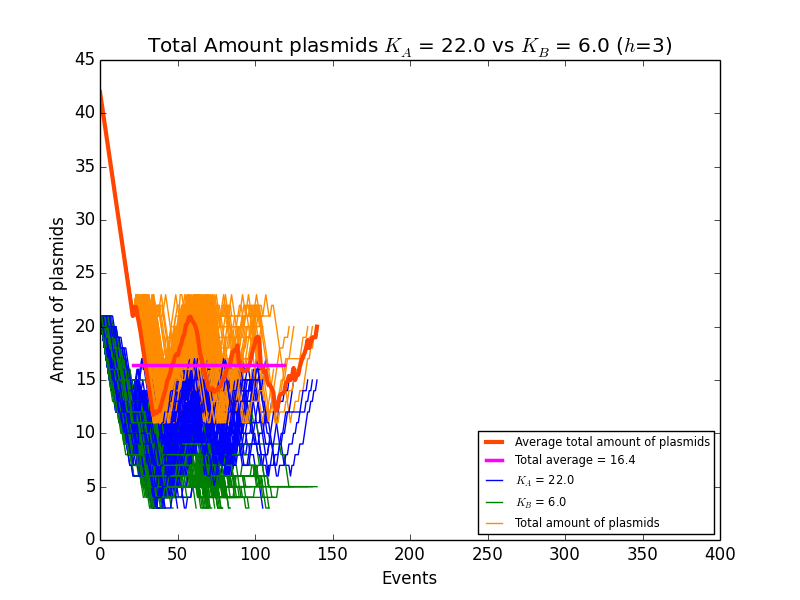 Total Amount plasmids K_A = 22.0 vs K_B = 6.0 (h=3)
Amount of plasmids
45
40
35
30
25
20
15
10
5
0
0 50 100 150 200 250 300 350 400
Events
Average total amount of plasmids
Total average = 16.4
K_A = 22.0
K_B = 6.0
Total amount of plasmids